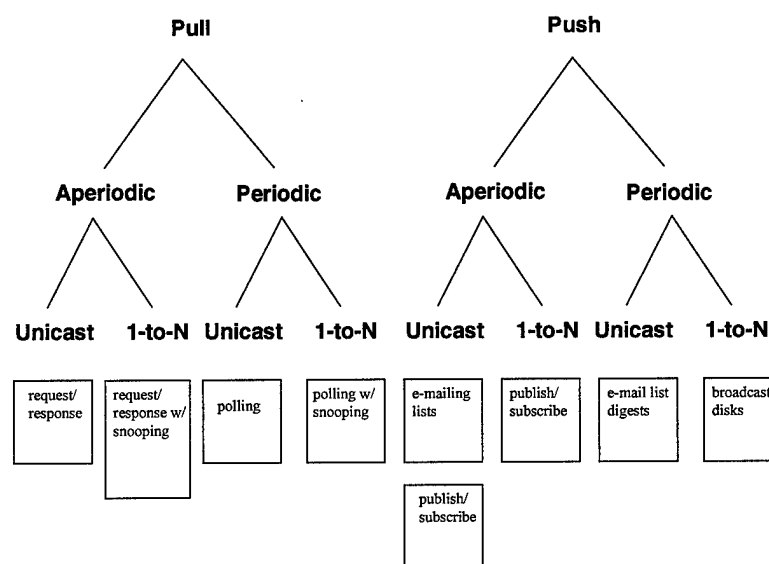 Pull
Push
Aperiodic
Periodic
Aperiodic
Periodic
Unicast
1-to-N
Unicast
1-to-N
Unicast
1-to-N
Unicast
1-to-N
request/
response
request/
response w/
snooping
polling
polling w/
snooping
e-mailing
lists
publish/
subscribe
e-mail list
digests
broadcast
disks
publish/
subscribe